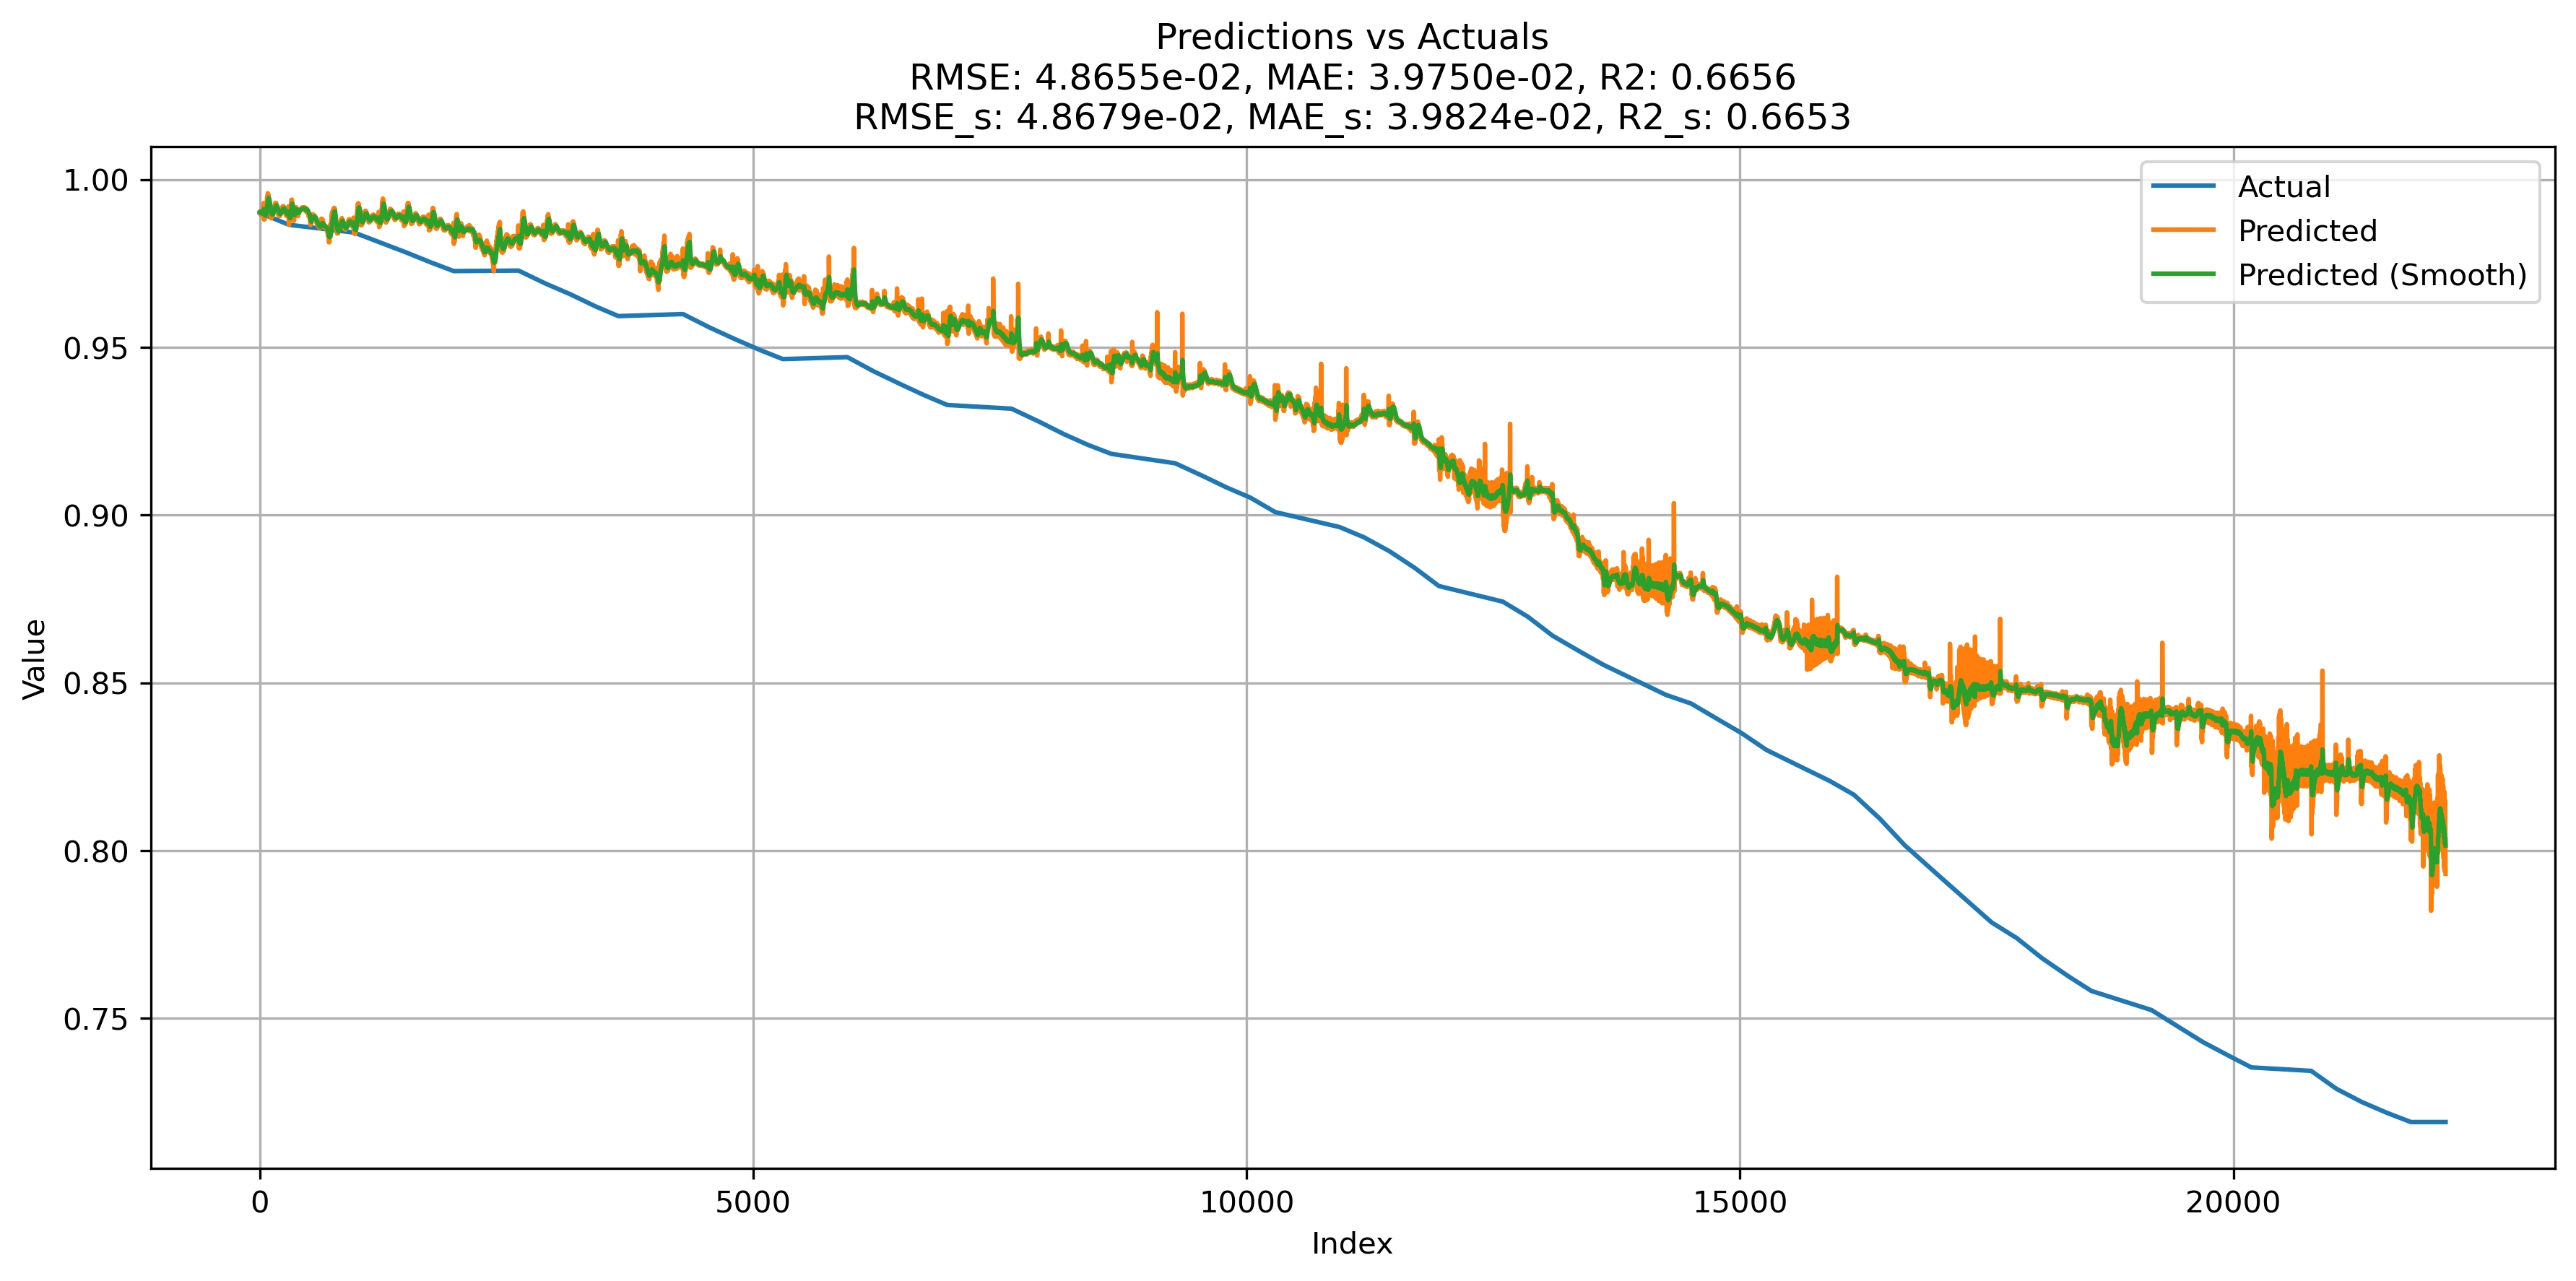 Predictions vs Actuals
RMSE: 4.8655e-02, MAE: 3.9750e-02, R2: 0.6656
RMSE_s: 4.8679e-02, MAE_s: 3.9824e-02, R2_s: 0.6653
Actual
Predicted
Predicted (Smooth)
1.00
0.95
0.90
0.85
0.80
0.75
Value
0 5000 10000 15000 20000
Index